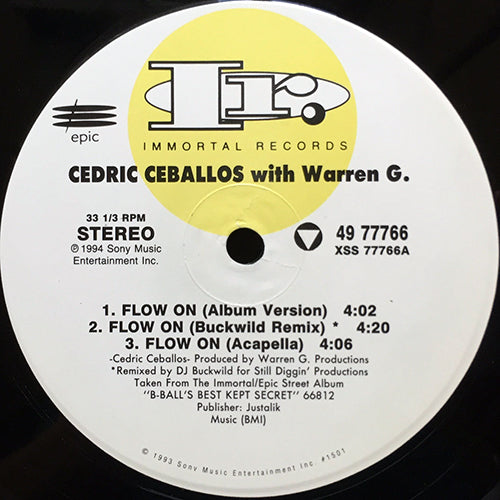 Ir.
IMMORTAL RECORDS
epic
CEDRIC CEBALLOS with Warren G.
33 1/3 RPM
STEREO
℗ 1994 Sony Music
Entertainment Inc.
49 77766
XSS 77766A
1. FLOW ON (Album Version) 4:02
2. FLOW ON (Buckwild Remix) * 4:20
3. FLOW ON (Acapella) 4:06
-Cedric Ceballos- Produced by Warren G. Productions
*Remixed by DJ Buckwild for Still Diggin' Productions
Taken From The Immortal/Epic Street Album
"B-BALL'S BEST KEPT SECRET" 66812
Publisher: Justalik
Music (BMI)
© 1993 Sony Music Entertainment Inc. #1501